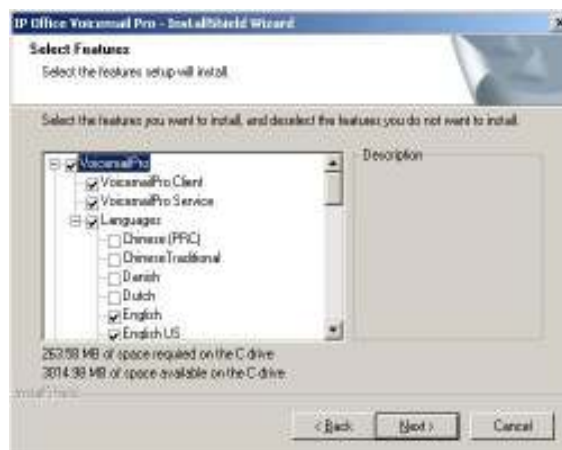 IP Office Voicemail Pro - InstallShield Wizard
Select Features
Select the features setup will install.
Select the features you want to install, and deselect the features you do not want to install.
VoicemailPro
VoicemailPro Client
VoicemailPro Service
Languages
Chinese (PRC)
Chinese Traditional
Danish
Dutch
English
English US
Description
263.98 MB of space required on the C drive
3014.98 MB of space available on the C drive
InstallShield
< Back
Next >
Cancel